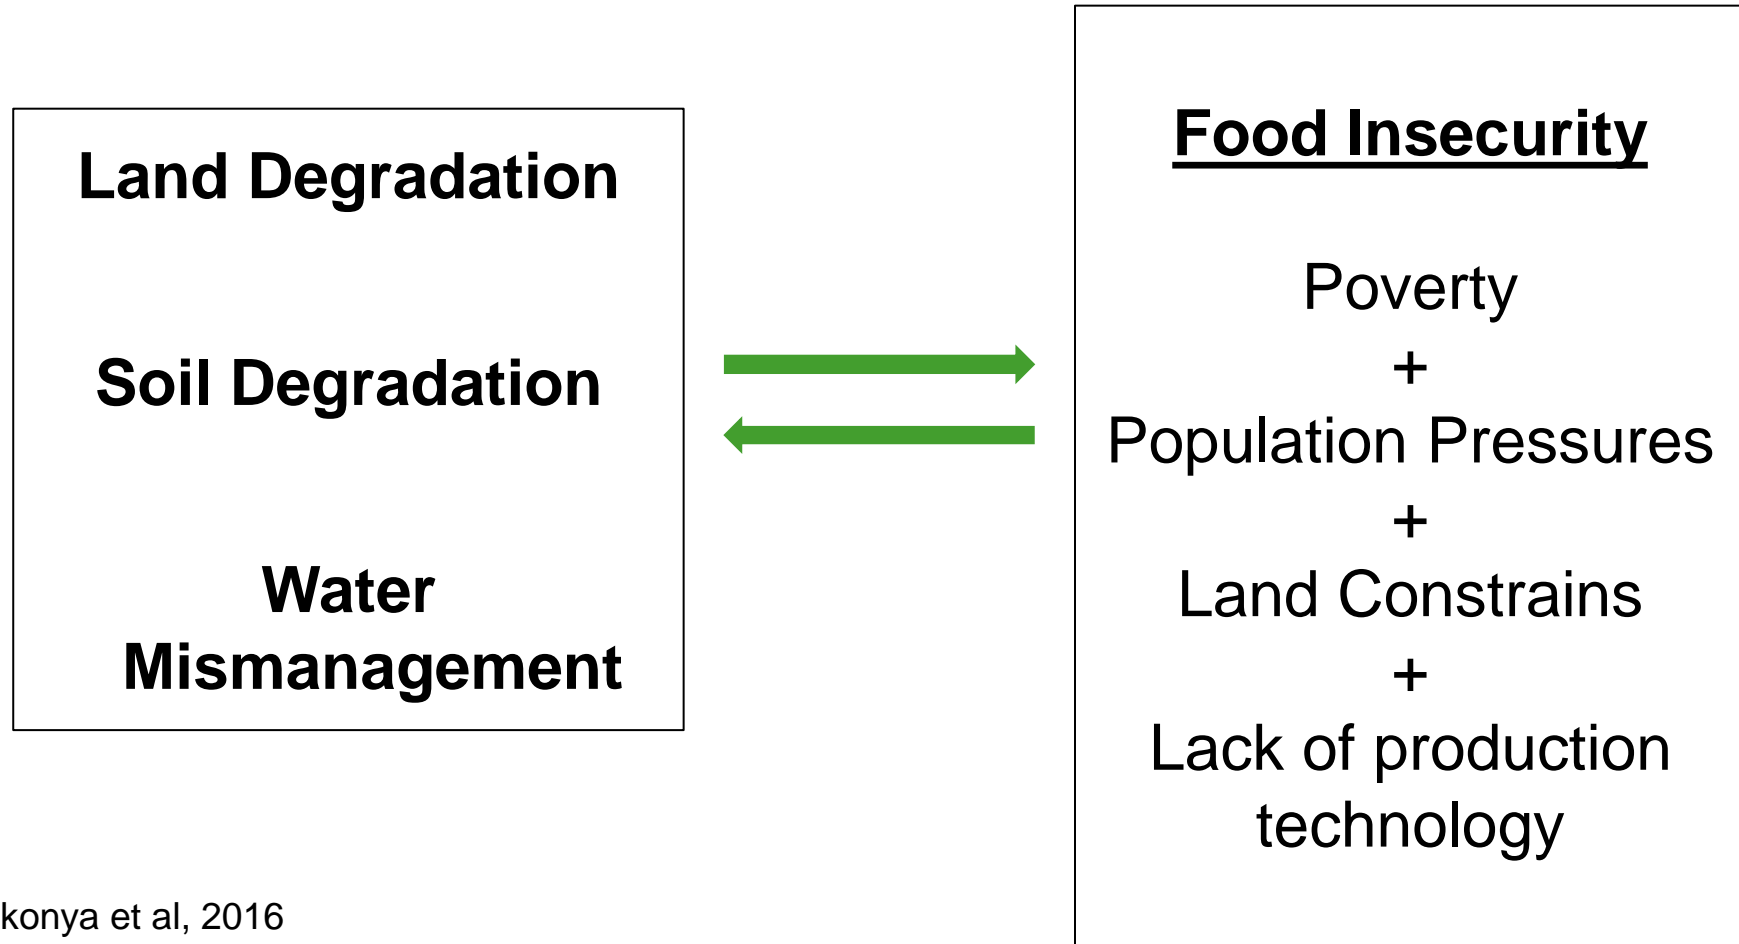 Land Degradation
Soil Degradation
Water
Mismanagement
Food Insecurity
Poverty
+
Population Pressures
+
Land Constrains
+
Lack of production
technology
konya et al, 2016